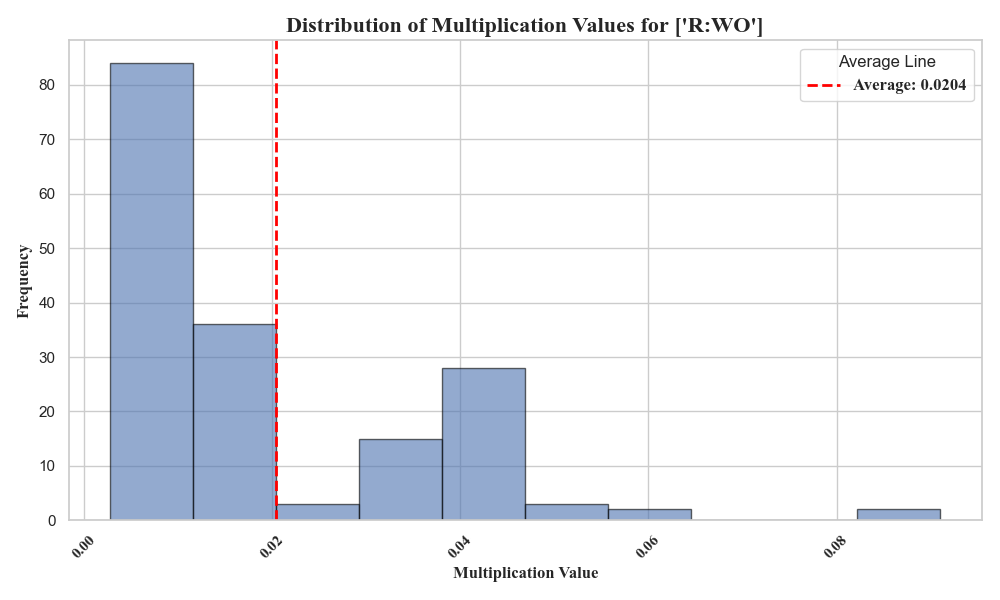 Distribution of Multiplication Values for ['R:WO']
Average Line
Average: 0.0204
Frequency
80
70
60
50
40
30
20
10
0
0.00
0.02
0.04
0.06
0.08
Multiplication Value